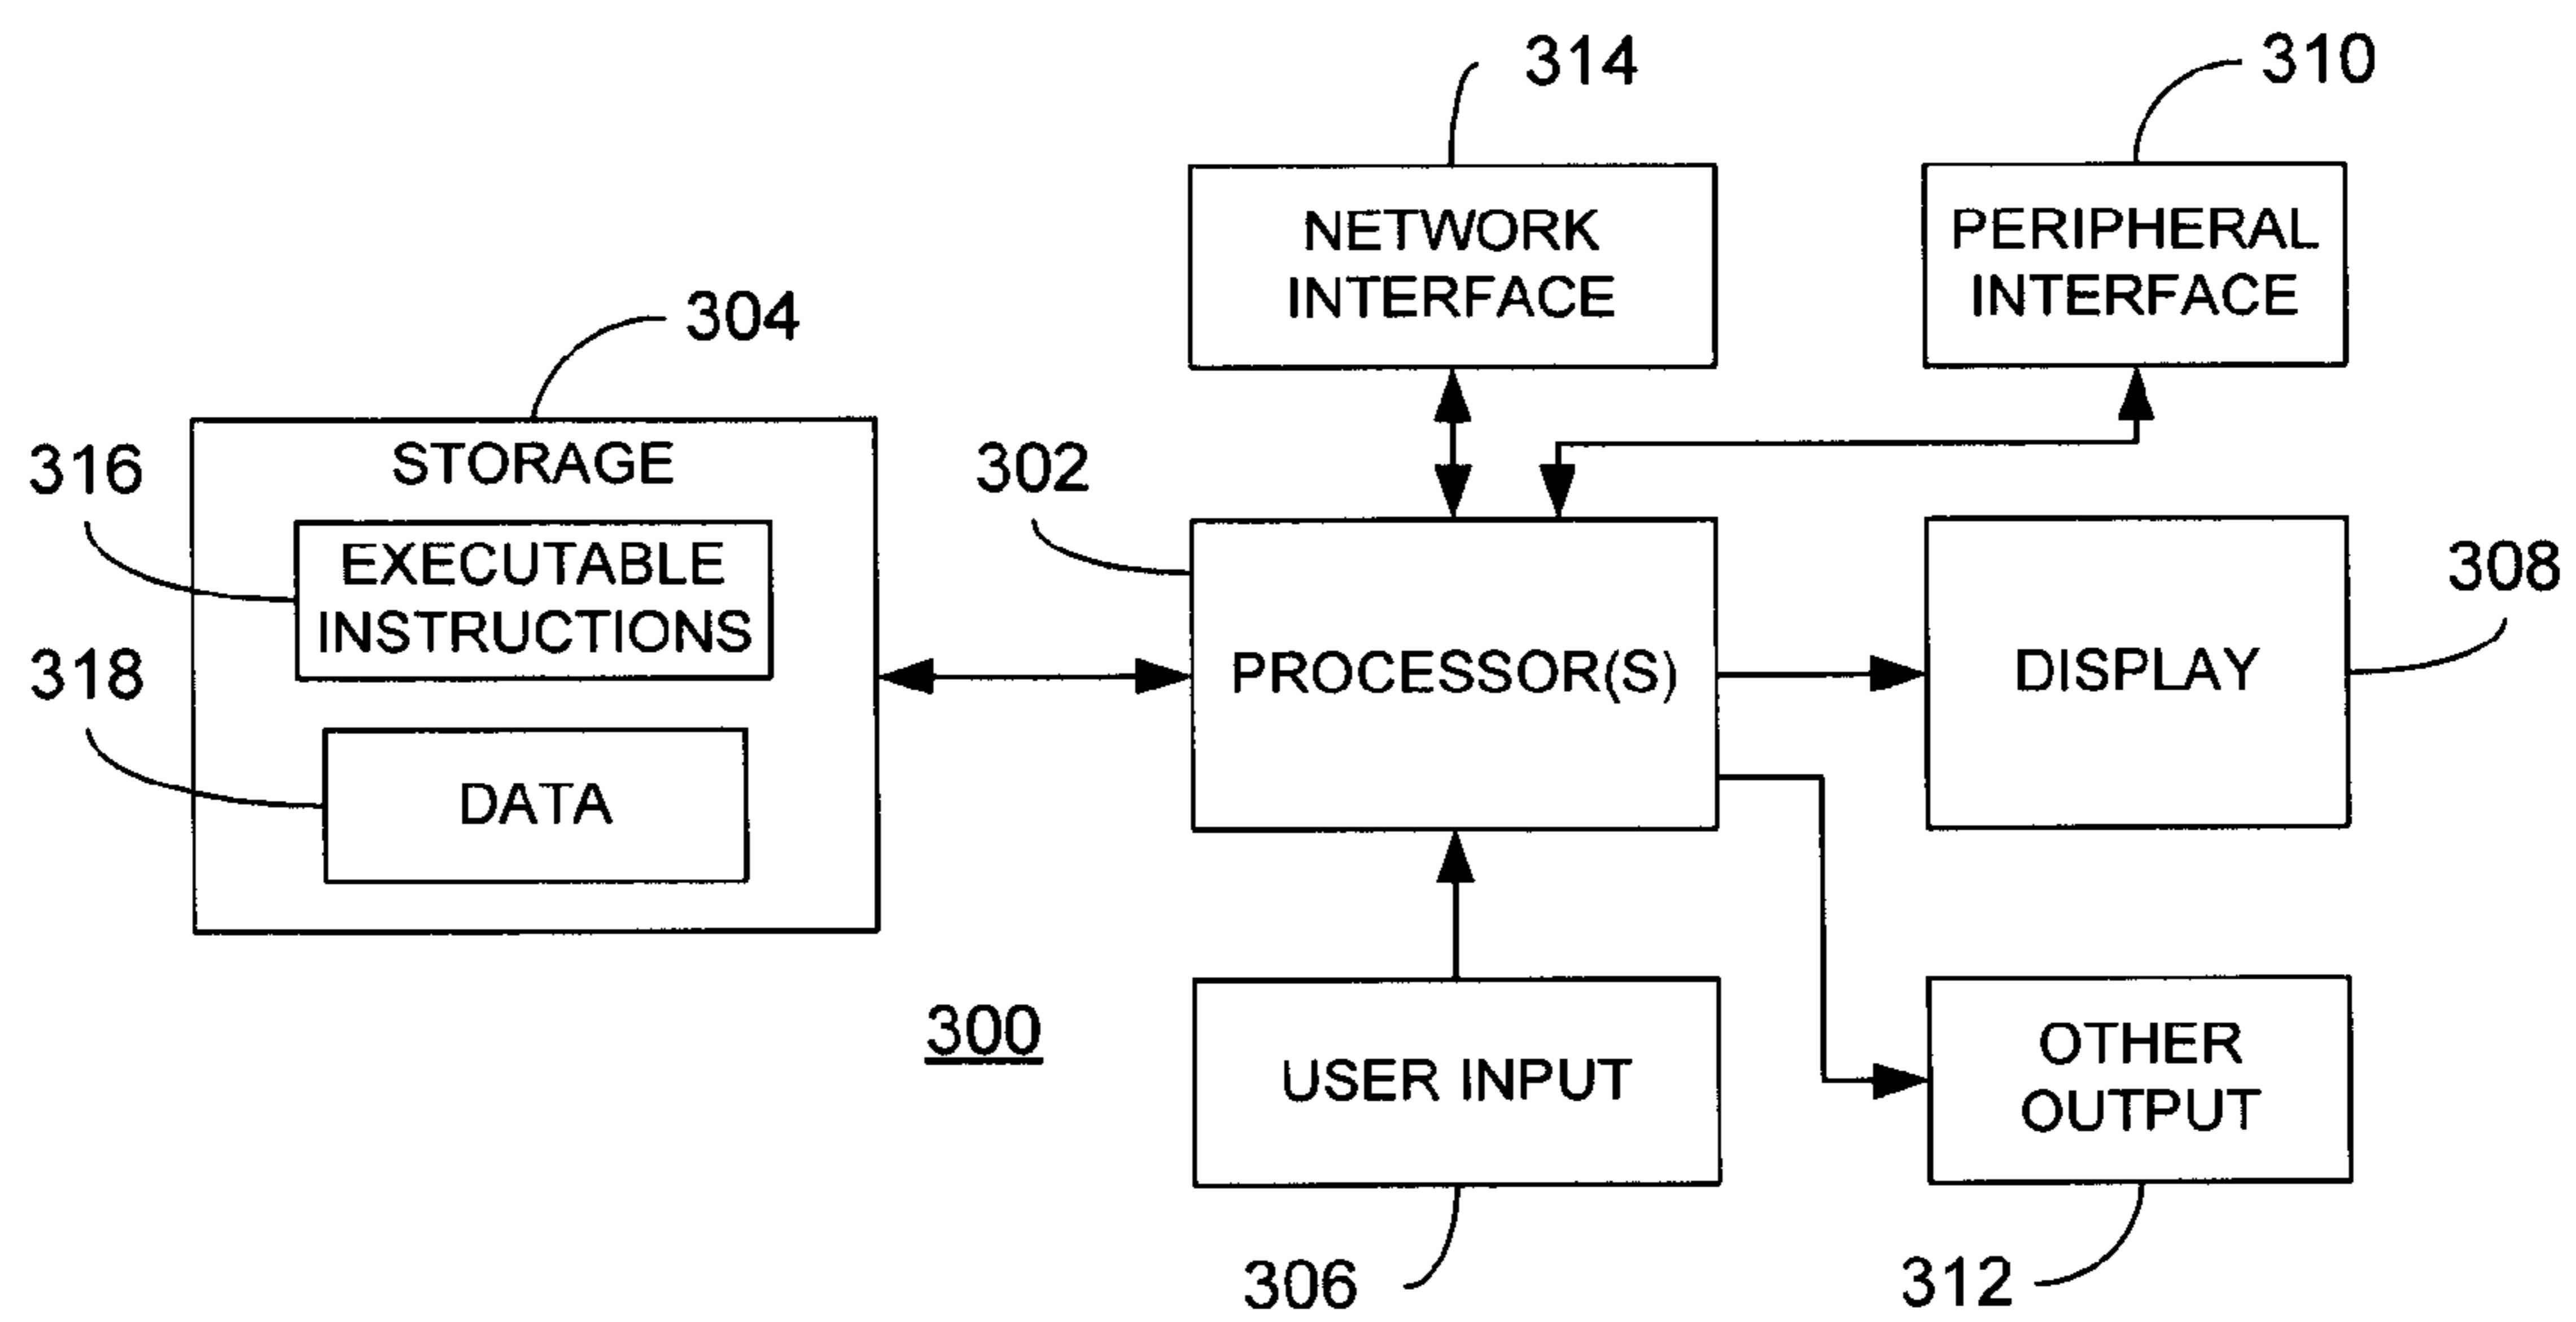 314
310
NETWORK
INTERFACE
PERIPHERAL
INTERFACE
304
STORAGE
316
EXECUTABLE
INSTRUCTIONS
318
DATA
302
PROCESSOR(S)
DISPLAY
308
300
USER INPUT
OTHER
OUTPUT
306
312